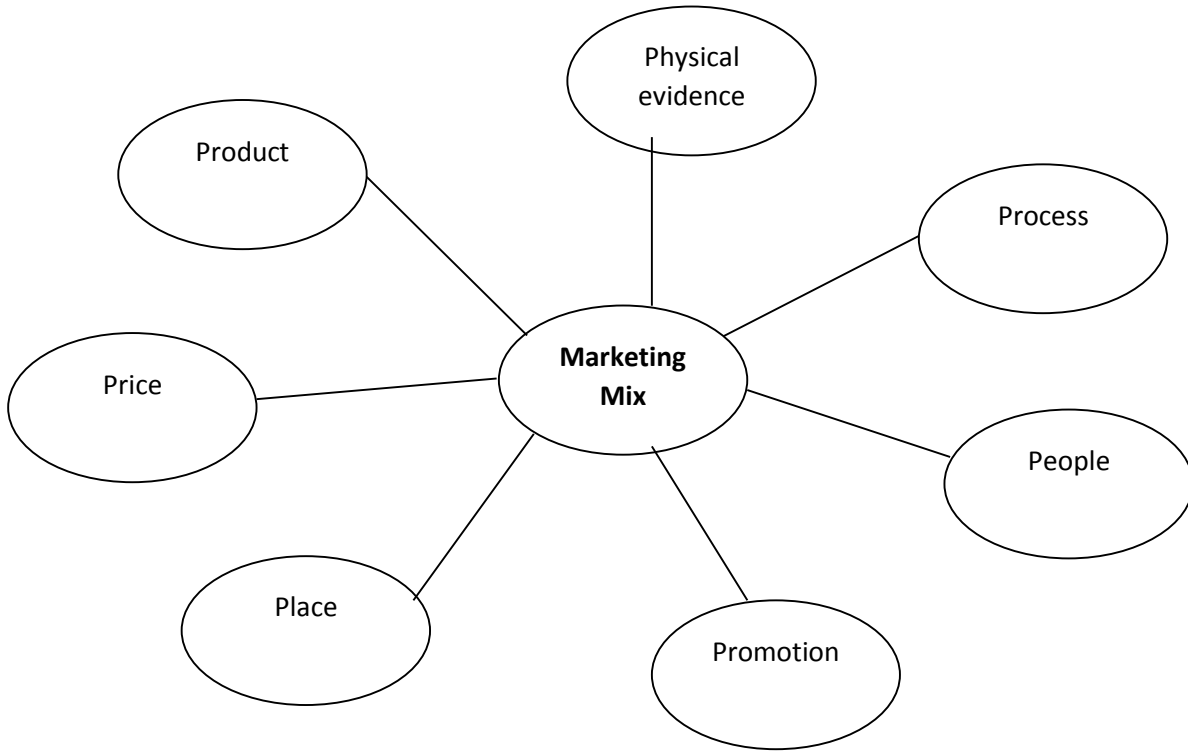 Physical
evidence
Product
Process
Marketing
Mix
Price
People
Place
Promotion